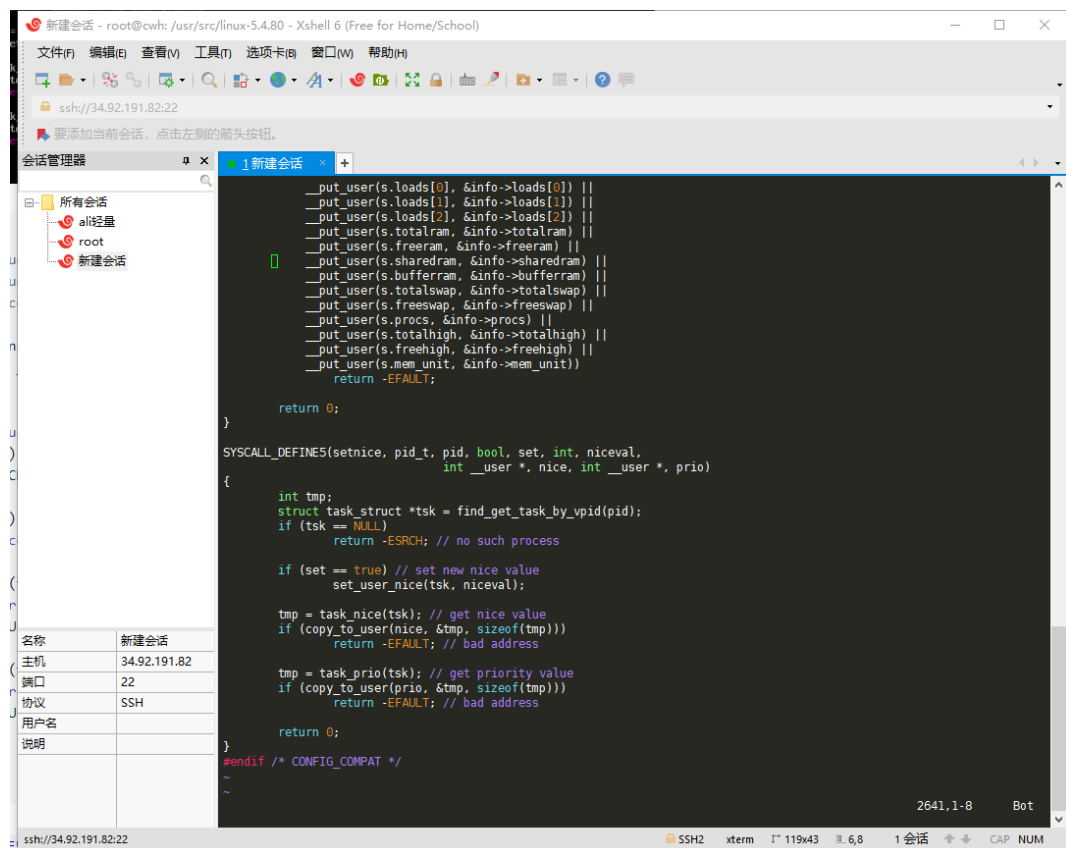 新建会话 - root@cwh: /usr/src/linux-5.4.80 - Xshell 6 (Free for Home/School)
文件(F) 编辑(E) 查看(V) 工具(T) 选项卡(B) 窗口(W) 帮助(H)
ssh://34.92.191.82:22
要添加当前会话，点击左侧的箭头按钮。
会话管理器
1 新建会话
所有会话
ali轻量
root
新建会话
__put_user(s.loads[0], &info->loads[0]) ||
__put_user(s.loads[1], &info->loads[1]) ||
__put_user(s.loads[2], &info->loads[2]) ||
__put_user(s.totalram, &info->totalram) ||
__put_user(s.freeram, &info->freeram) ||
__put_user(s.sharedram, &info->sharedram) ||
__put_user(s.bufferram, &info->bufferram) ||
__put_user(s.totalswap, &info->totalswap) ||
__put_user(s.freeswap, &info->freeswap) ||
__put_user(s.procs, &info->procs) ||
__put_user(s.totalhigh, &info->totalhigh) ||
__put_user(s.freehigh, &info->freehigh) ||
__put_user(s.mem_unit, &info->mem_unit))
return -EFAULT;
return 0;
}
SYSCALL_DEFINE5(setnice, pid_t, pid, bool, set, int, niceval,
int __user *, nice, int __user *, prio)
{
int tmp;
struct task_struct *tsk = find_get_task_by_vpid(pid);
if (tsk == NULL)
return -ESRCH; // no such process
if (set == true) // set new nice value
set_user_nice(tsk, niceval);
tmp = task_nice(tsk); // get nice value
if (copy_to_user(nice, &tmp, sizeof(tmp)))
return -EFAULT; // bad address
tmp = task_prio(tsk); // get priority value
if (copy_to_user(prio, &tmp, sizeof(tmp)))
return -EFAULT; // bad address
return 0;
}
#endif /* CONFIG_COMPAT */
~
~
2641,1-8 Bot
名称 新建会话
主机 34.92.191.82
端口 22
协议 SSH
用户名
说明
ssh://34.92.191.82:22 SSH2 xterm 119x43 6,8 1 会话 CAP NUM